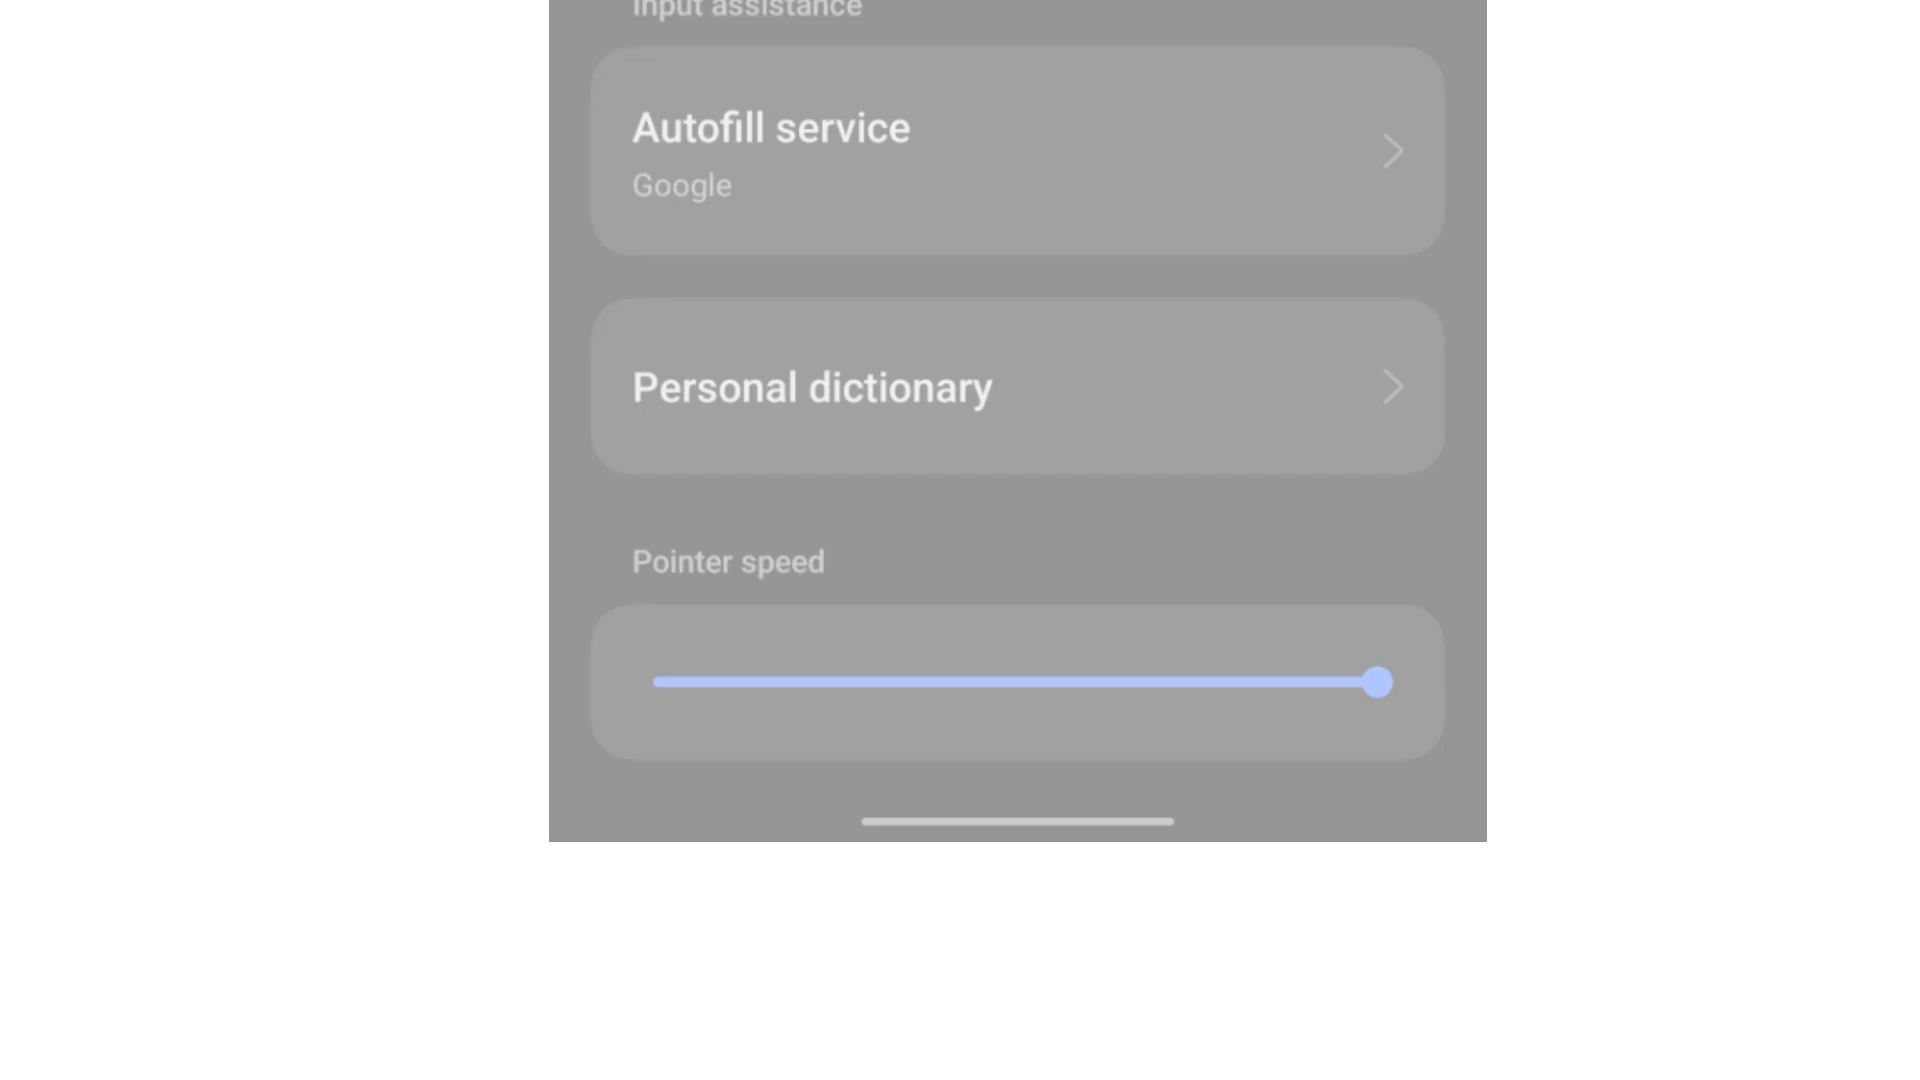 Input assistance
Autofill service
Google
Personal dictionary
Pointer speed